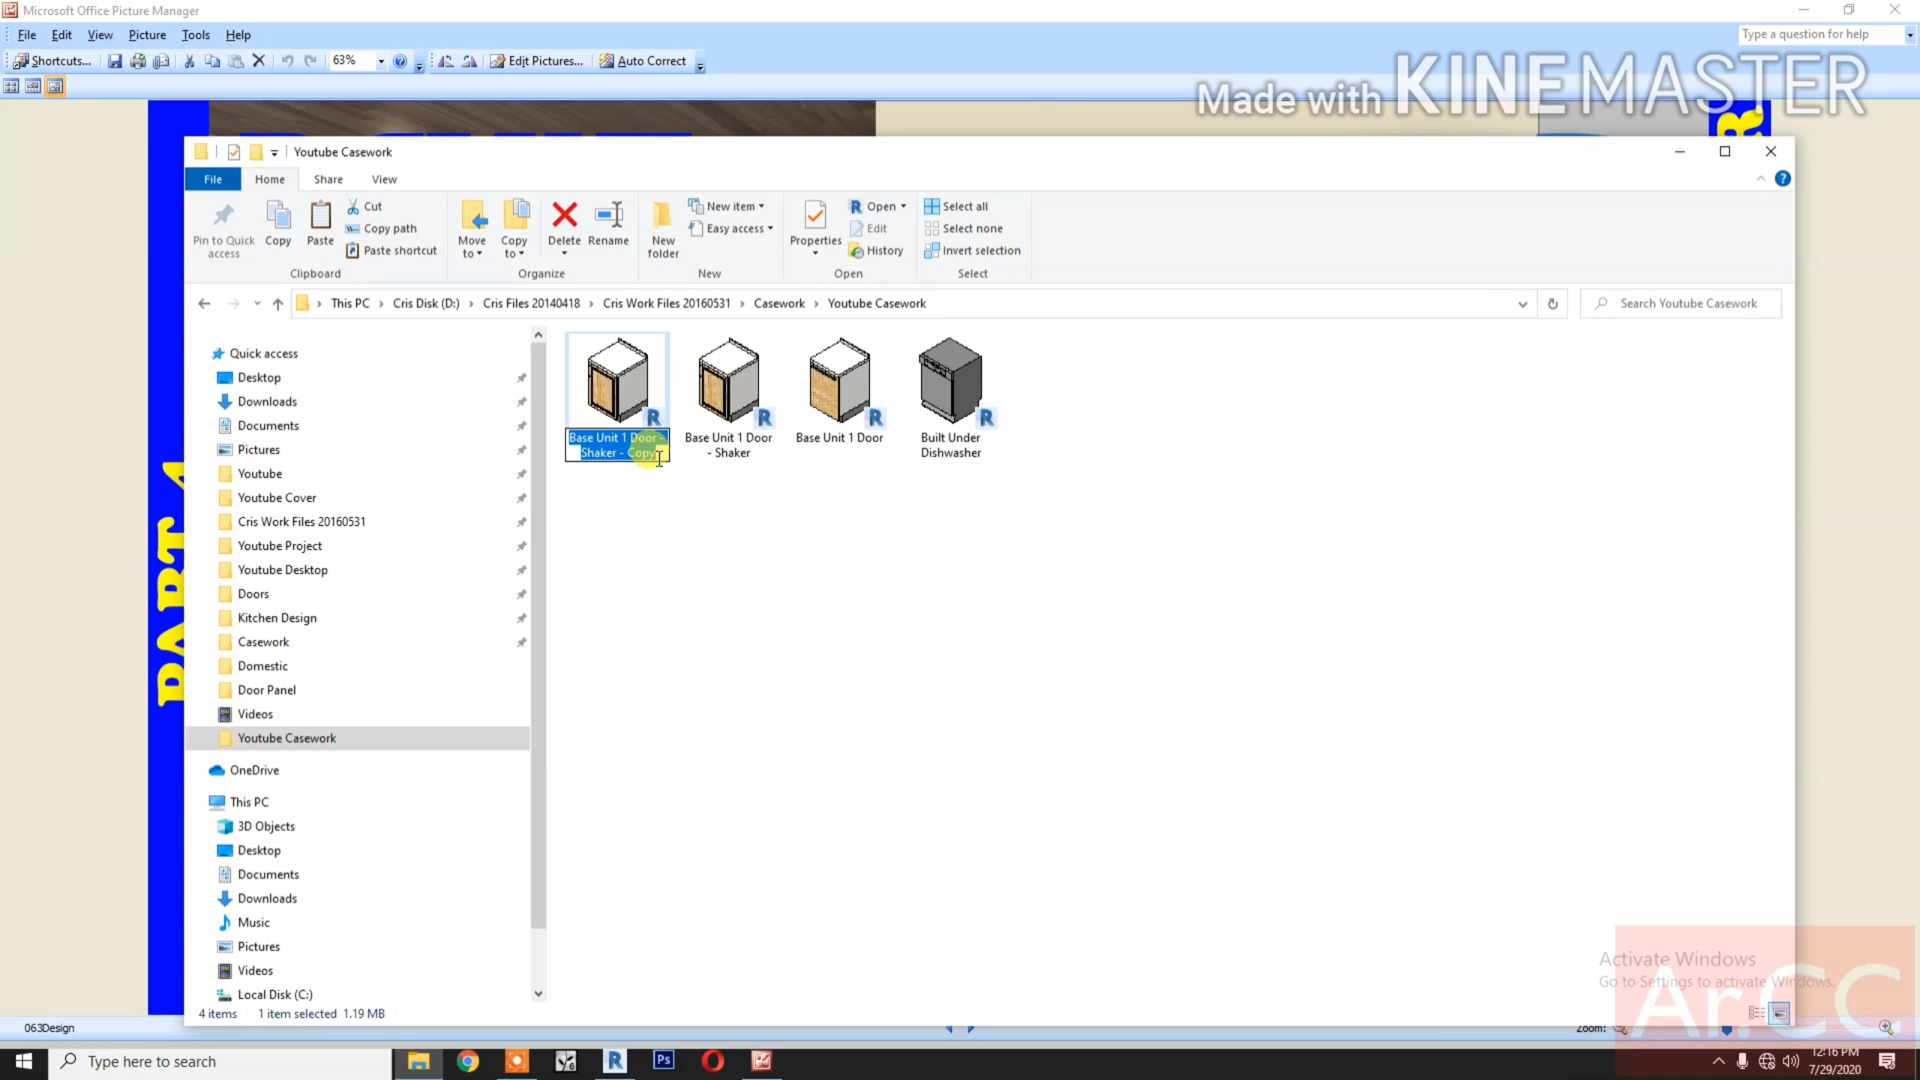 Microsoft Office Picture Manager
File Edit View Picture Tools Help
Type a question for help
Shortcuts... 63% Edit Pictures... Auto Correct
Made with KINEMASTER
Youtube Casework
File Home Share View
Pin to Quick access
Copy
Paste
Cut
Copy path
Paste shortcut
Clipboard
Move to
Copy to
Delete
Rename
Organize
New folder
New item
Easy access
New
Properties
Open
Edit
History
Open
Select all
Select none
Invert selection
Select
This PC > Cris Disk (D:) > Cris Files 20140418 > Cris Work Files 20160531 > Casework > Youtube Casework
Search Youtube Casework
Quick access
Desktop
Downloads
Documents
Pictures
Youtube
Youtube Cover
Cris Work Files 20160531
Youtube Project
Youtube Desktop
Doors
Kitchen Design
Casework
Domestic
Door Panel
Videos
Youtube Casework
OneDrive
This PC
3D Objects
Desktop
Documents
Downloads
Music
Pictures
Videos
Local Disk (C:)
Base Unit 1 Door -
Shaker - Copy
Base Unit 1 Door
- Shaker
Base Unit 1 Door
Built Under
Dishwasher
PART
R.
4 items 1 item selected 1.19 MB
Activate Windows
Go to Settings to activate Windows.
Ar.CC
063Design
Zoom:
Type here to search
Ps
12:16 PM
7/29/2020